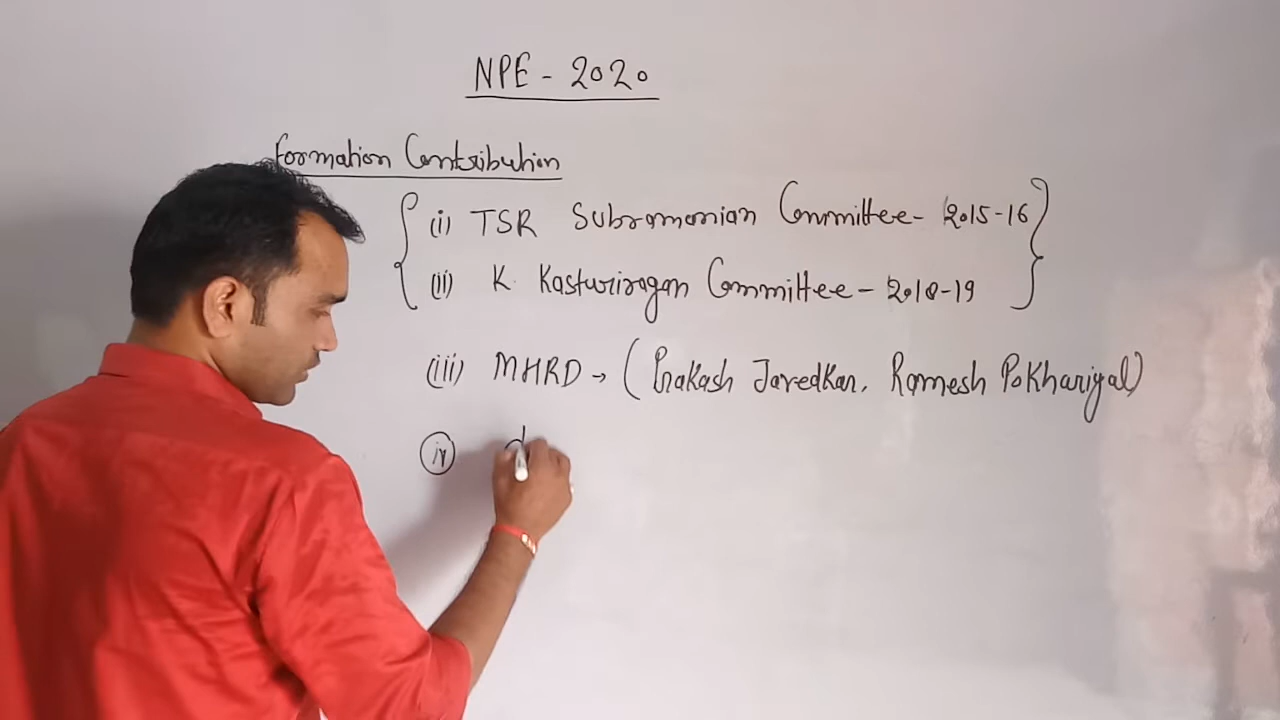 NPE - 2020
Formation Contribution
(i) TSR Subramanian Committee - 2015-16
(ii) K. Kasturiragan Committee - 2018-19
(iii) MHRD → (Prakash Javedkar, Ramesh Pokhariyal)
iv